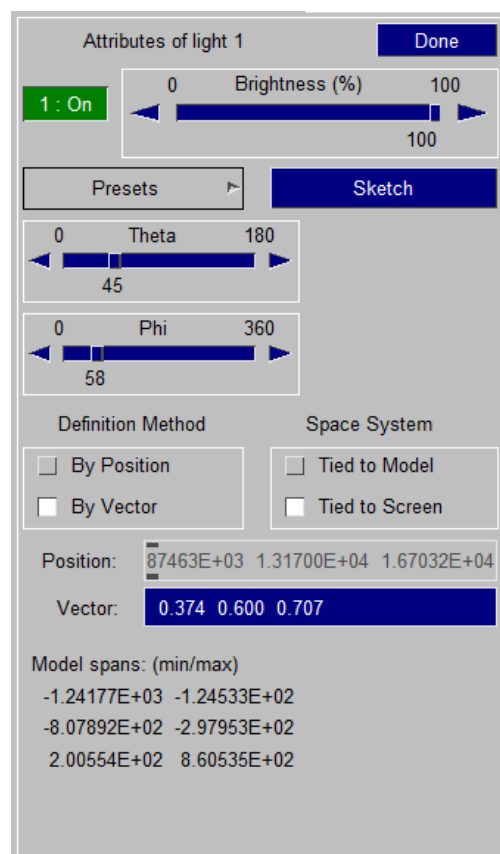 Attributes of light 1 Done
1 : On
0 Brightness (%) 100
100
Presets Sketch
0 Theta 180
45
0 Phi 360
58
Definition Method Space System
By Position Tied to Model
By Vector Tied to Screen
Position: 87463E+03 1.31700E+04 1.67032E+04
Vector: 0.374 0.600 0.707
Model spans: (min/max)
-1.24177E+03 -1.24533E+02
-8.07892E+02 -2.97953E+02
2.00554E+02 8.60535E+02